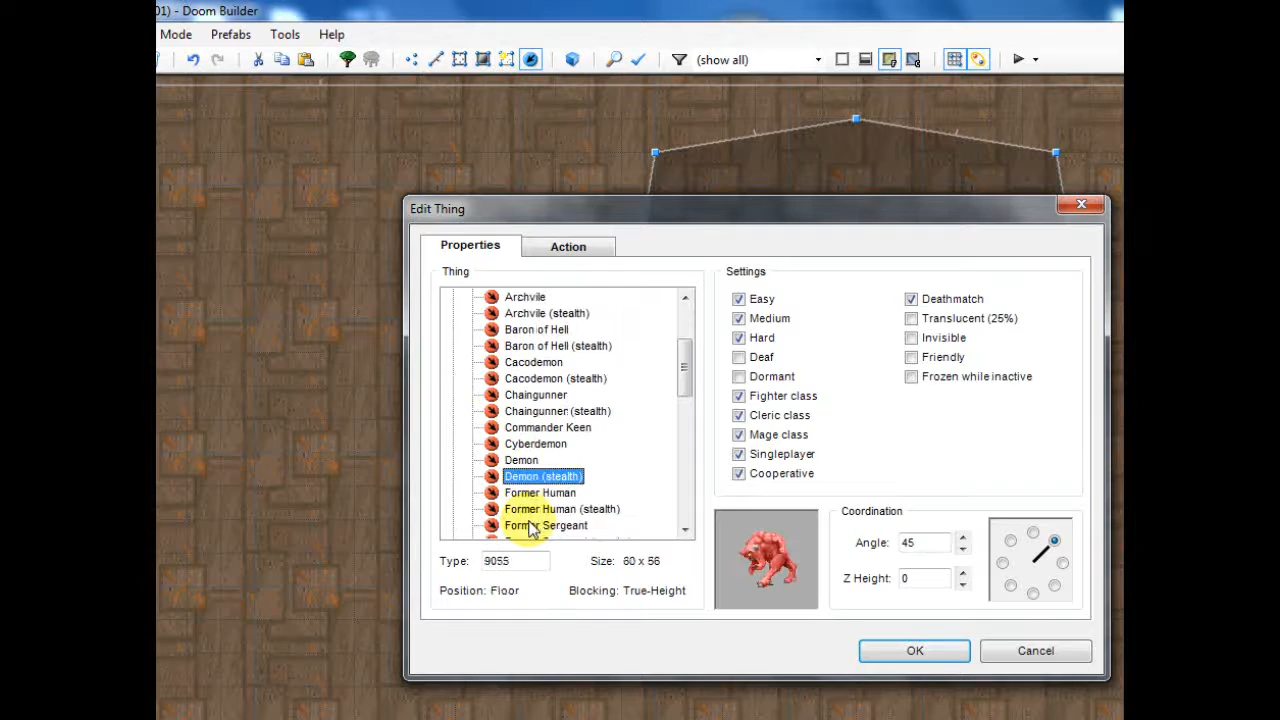 01) - Doom Builder
Mode Prefabs Tools Help
(show all)
Edit Thing
Properties Action
Thing
Archvile
Archvile (stealth)
Baron of Hell
Baron of Hell (stealth)
Cacodemon
Cacodemon (stealth)
Chaingunner
Chaingunner (stealth)
Commander Keen
Cyberdemon
Demon
Demon (stealth)
Former Human
Former Human (stealth)
Former Sergeant
Type: 9055 Size: 60 x 56
Position: Floor Blocking: True-Height
Settings
Easy Deathmatch
Medium Translucent (25%)
Hard Invisible
Deaf Friendly
Dormant Frozen while inactive
Fighter class
Cleric class
Mage class
Singleplayer
Cooperative
Coordination
Angle: 45
Z Height: 0
OK Cancel